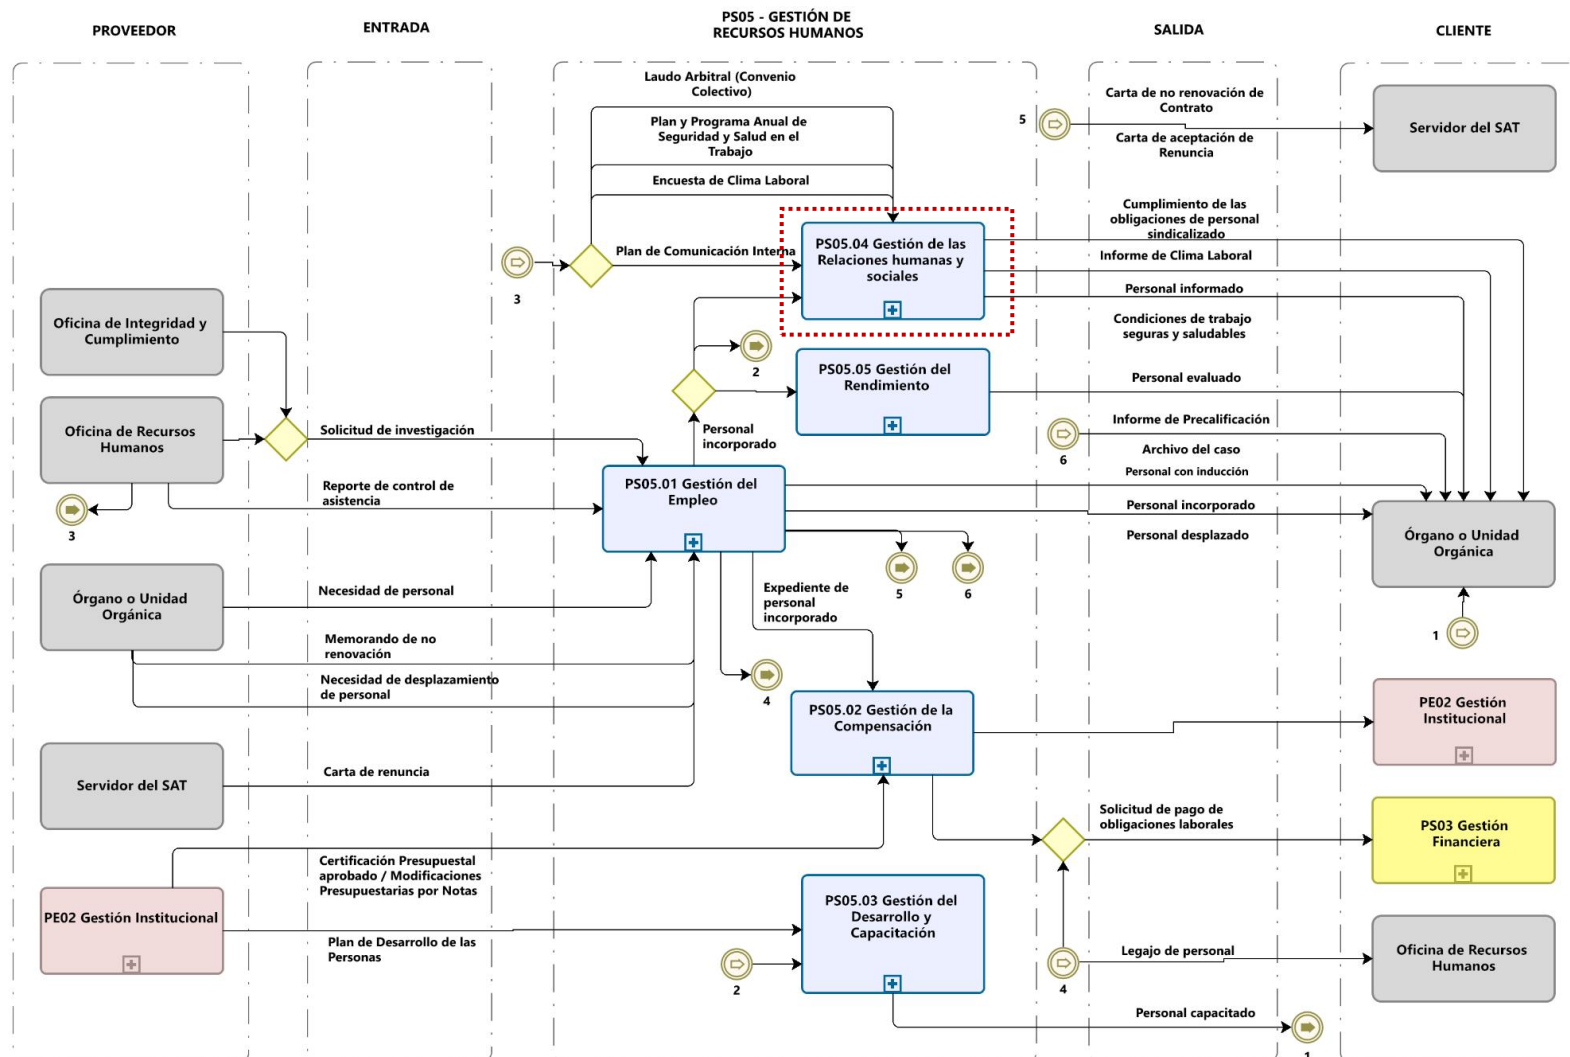 PROVEEDOR
ENTRADA
PS05 - GESTIÓN DE
RECURSOS HUMANOS
SALIDA
CLIENTE
Laudo Arbitral (Convenio
Colectivo)
Plan y Programa Anual de
Seguridad y Salud en el
Trabajo
Encuesta de Clima Laboral
Plan de Comunicación Interna
3
PS05.04 Gestión de las
Relaciones humanas y
sociales
5
Carta de no renovación de
Contrato
Carta de aceptación de
Renuncia
Servidor del SAT
Cumplimiento de las
obligaciones de personal
sindicalizado
Informe de Clima Laboral
Personal informado
Condiciones de trabajo
seguras y saludables
Oficina de Integridad y
Cumplimiento
2
PS05.05 Gestión del
Rendimiento
Personal evaluado
Oficina de Recursos
Humanos
Solicitud de investigación
Personal
incorporado
Informe de Precalificación
6
Archivo del caso
Personal con inducción
Reporte de control de
asistencia
PS05.01 Gestión del
Empleo
Personal incorporado
Personal desplazado
Órgano o Unidad
Orgánica
3
5
6
1
Órgano o Unidad
Orgánica
Necesidad de personal
Expediente de
personal
incorporado
Memorando de no
renovación
Necesidad de desplazamiento
de personal
4
PS05.02 Gestión de la
Compensación
PE02 Gestión
Institucional
Servidor del SAT
Carta de renuncia
Solicitud de pago de
obligaciones laborales
PS03 Gestión
Financiera
Certificación Presupuestal
aprobado / Modificaciones
Presupuestarias por Notas
PE02 Gestión Institucional
Plan de Desarrollo de las
Personas
2
PS05.03 Gestión del
Desarrollo y
Capacitación
4
Legajo de personal
Oficina de Recursos
Humanos
Personal capacitado
1